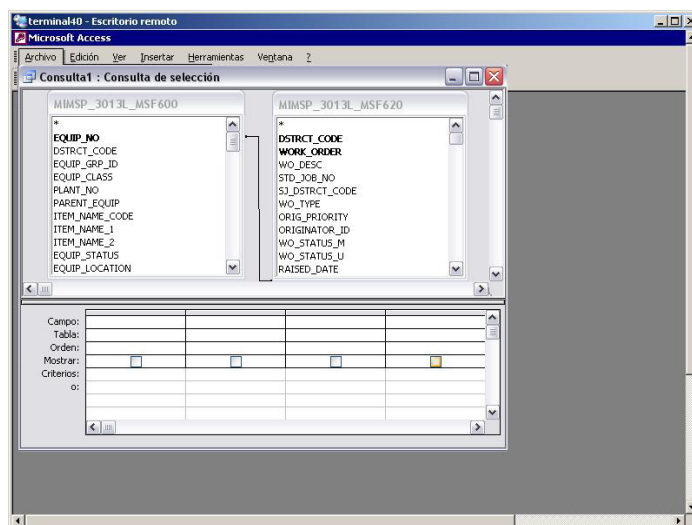 terminal40 - Escritorio remoto
Microsoft Access
Archivo Edición Ver Insertar Herramientas Ventana ?
Consulta1 : Consulta de selección
MIMSP_3013L_MSF600
*
EQUIP_NO
DSTRCT_CODE
EQUIP_GRP_ID
EQUIP_CLASS
PLANT_NO
PARENT_EQUIP
ITEM_NAME_CODE
ITEM_NAME_1
ITEM_NAME_2
EQUIP_STATUS
EQUIP_LOCATION
MIMSP_3013L_MSF620
*
DSTRCT_CODE
WORK_ORDER
WO_DESC
STD_JOB_NO
SJ_DSTRCT_CODE
WO_TYPE
ORIG_PRIORITY
ORIGINATOR_ID
WO_STATUS_M
WO_STATUS_U
RAISED_DATE
Campo:
Tabla:
Orden:
Mostrar:
Criterios:
o: